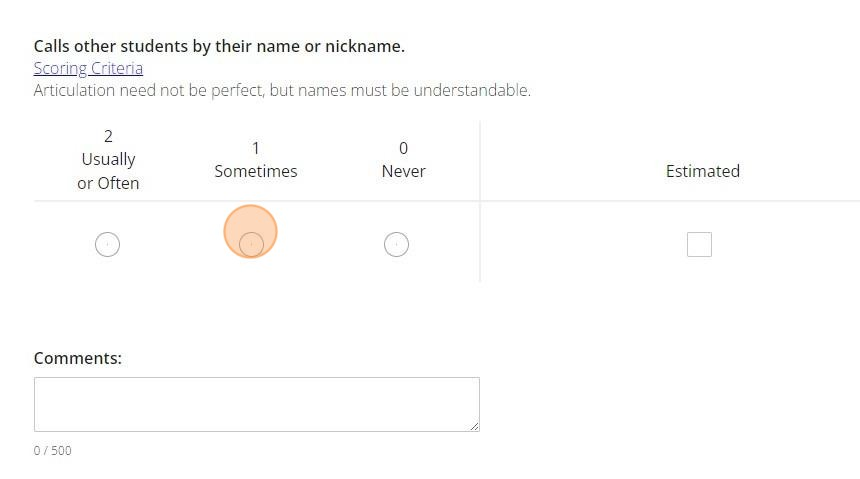 Calls other students by their name or nickname.
Scoring Criteria
Articulation need not be perfect, but names must be understandable.
2
Usually
or Often
1
Sometimes
0
Never
Estimated
Comments:
0 / 500